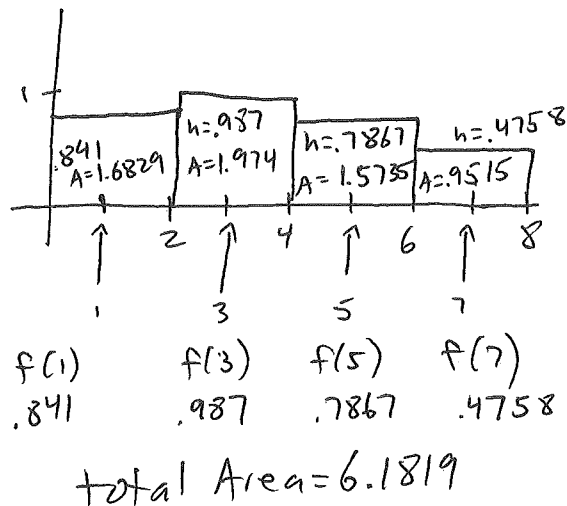 1
.841
A=1.6829
h=.987
A=1.974
h=.7867
A=1.5735
h=.4758
A=.9515
2 4 6 8
1 3 5 7
f(1) f(3) f(5) f(7)
.841 .987 .7867 .4758
total Area=6.1819